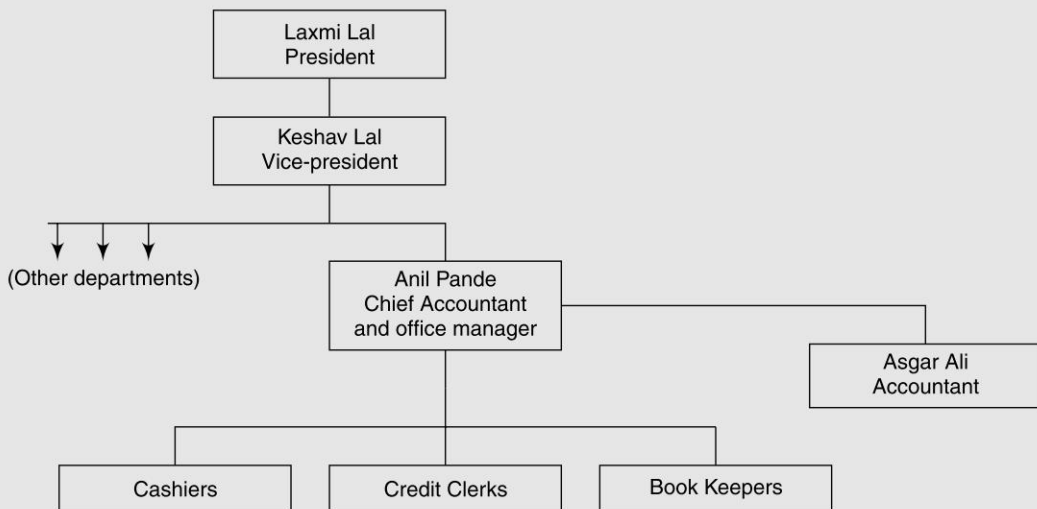 Laxmi Lal
President
Keshav Lal
Vice-president
(Other departments)
Anil Pande
Chief Accountant
and office manager
Asgar Ali
Accountant
Cashiers
Credit Clerks
Book Keepers